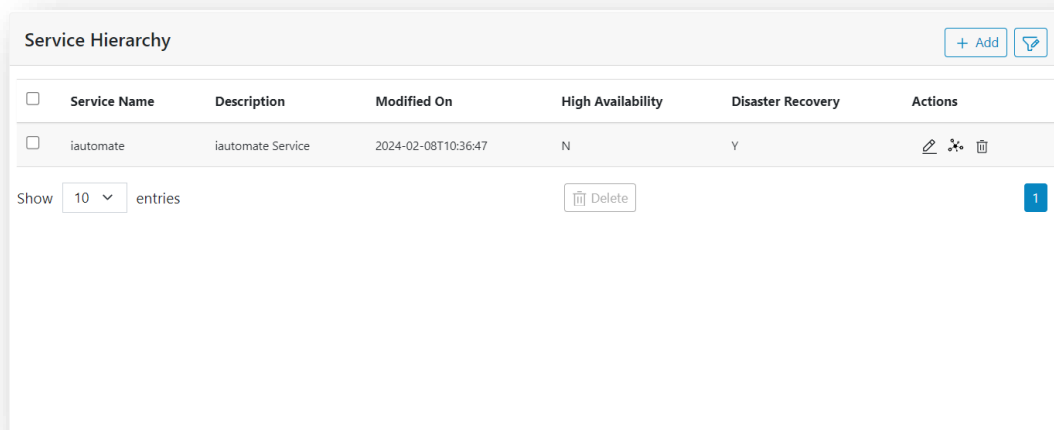 Service Hierarchy
+ Add
Service Name Description Modified On High Availability Disaster Recovery Actions
iautomate iautomate Service 2024-02-08T10:36:47 N Y
Show 10 entries Delete 1